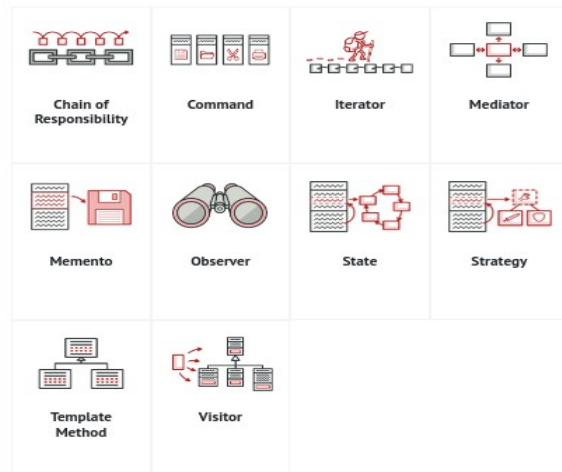 Chain of
Responsibility
Command
Iterator
Mediator
Memento
Observer
State
Strategy
Template
Method
Visitor